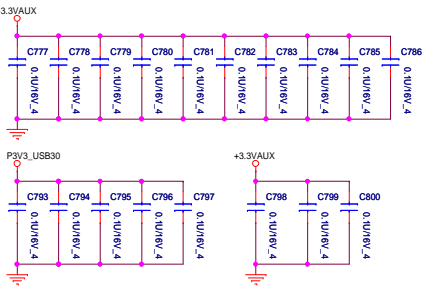 3.3VAUX
C777 C778 C779 C780 C781 C782 C783 C784 C785 C786
0.1U/16V_4 0.1U/16V_4 0.1U/16V_4 0.1U/16V_4 0.1U/16V_4 0.1U/16V_4 0.1U/16V_4 0.1U/16V_4 0.1U/16V_4 0.1U/16V_4
P3V3_USB30 +3.3VAUX
C793 C794 C795 C796 C797 C798 C799 C800
0.1U/16V_4 0.1U/16V_4 0.1U/16V_4 0.1U/16V_4 0.1U/16V_4 0.1U/16V_4 0.1U/16V_4 0.1U/16V_4